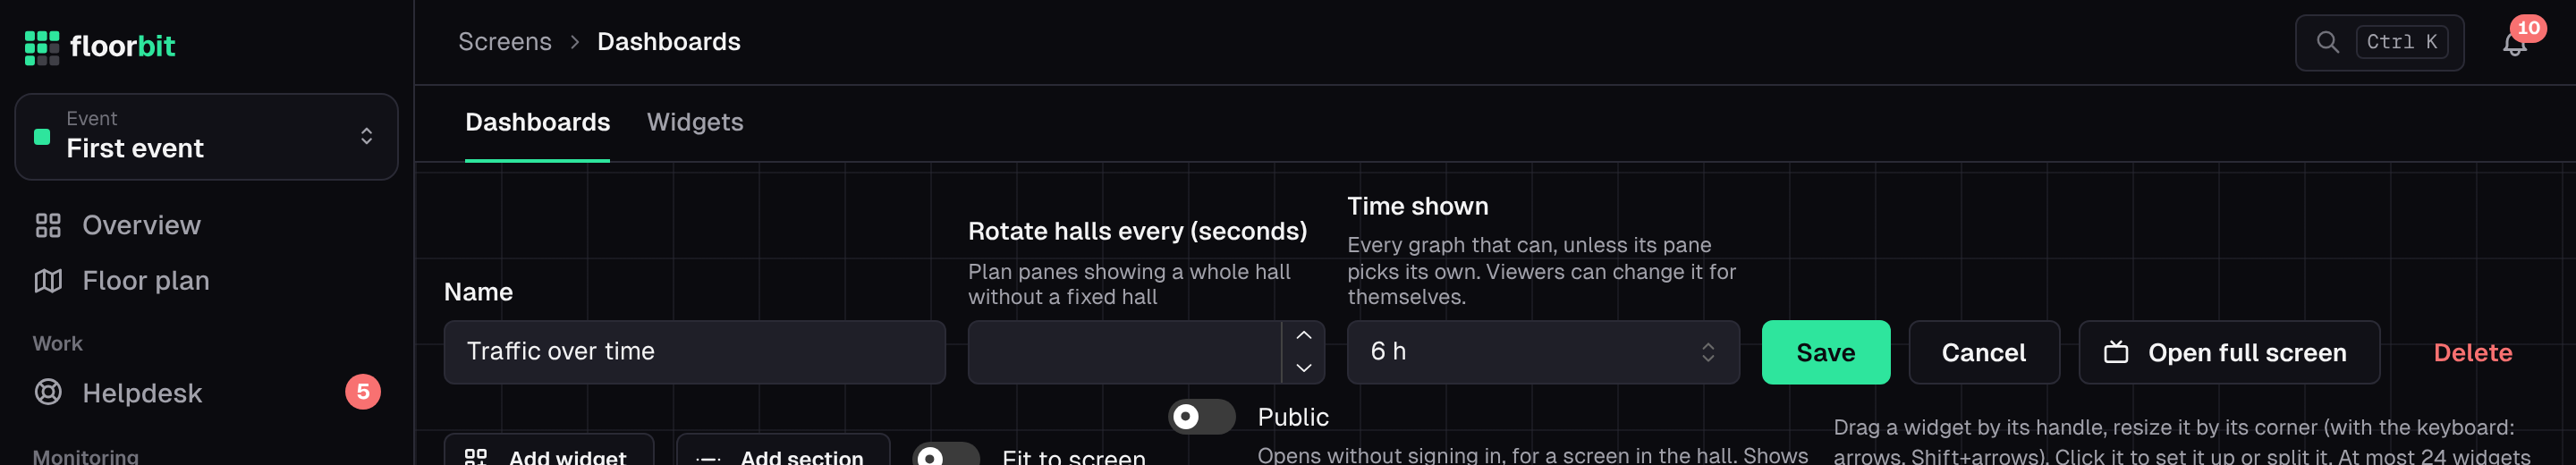 floorbit
Screens > Dashboards
Ctrl K
10
Event
First event
Dashboards
Widgets
Overview
Floor plan
Work
Helpdesk
5
Monitoring
Name
Traffic over time
Rotate halls every (seconds)
Plan panes showing a whole hall
without a fixed hall
Time shown
Every graph that can, unless its pane
picks its own. Viewers can change it for
themselves.
6 h
Save
Cancel
Open full screen
Delete
Add widget
Add section
Fit to screen
Public
Opens without signing in, for a screen in the hall. Shows
Drag a widget by its handle, resize it by its corner (with the keyboard:
arrows, Shift+arrows). Click it to set it up or split it. At most 24 widgets